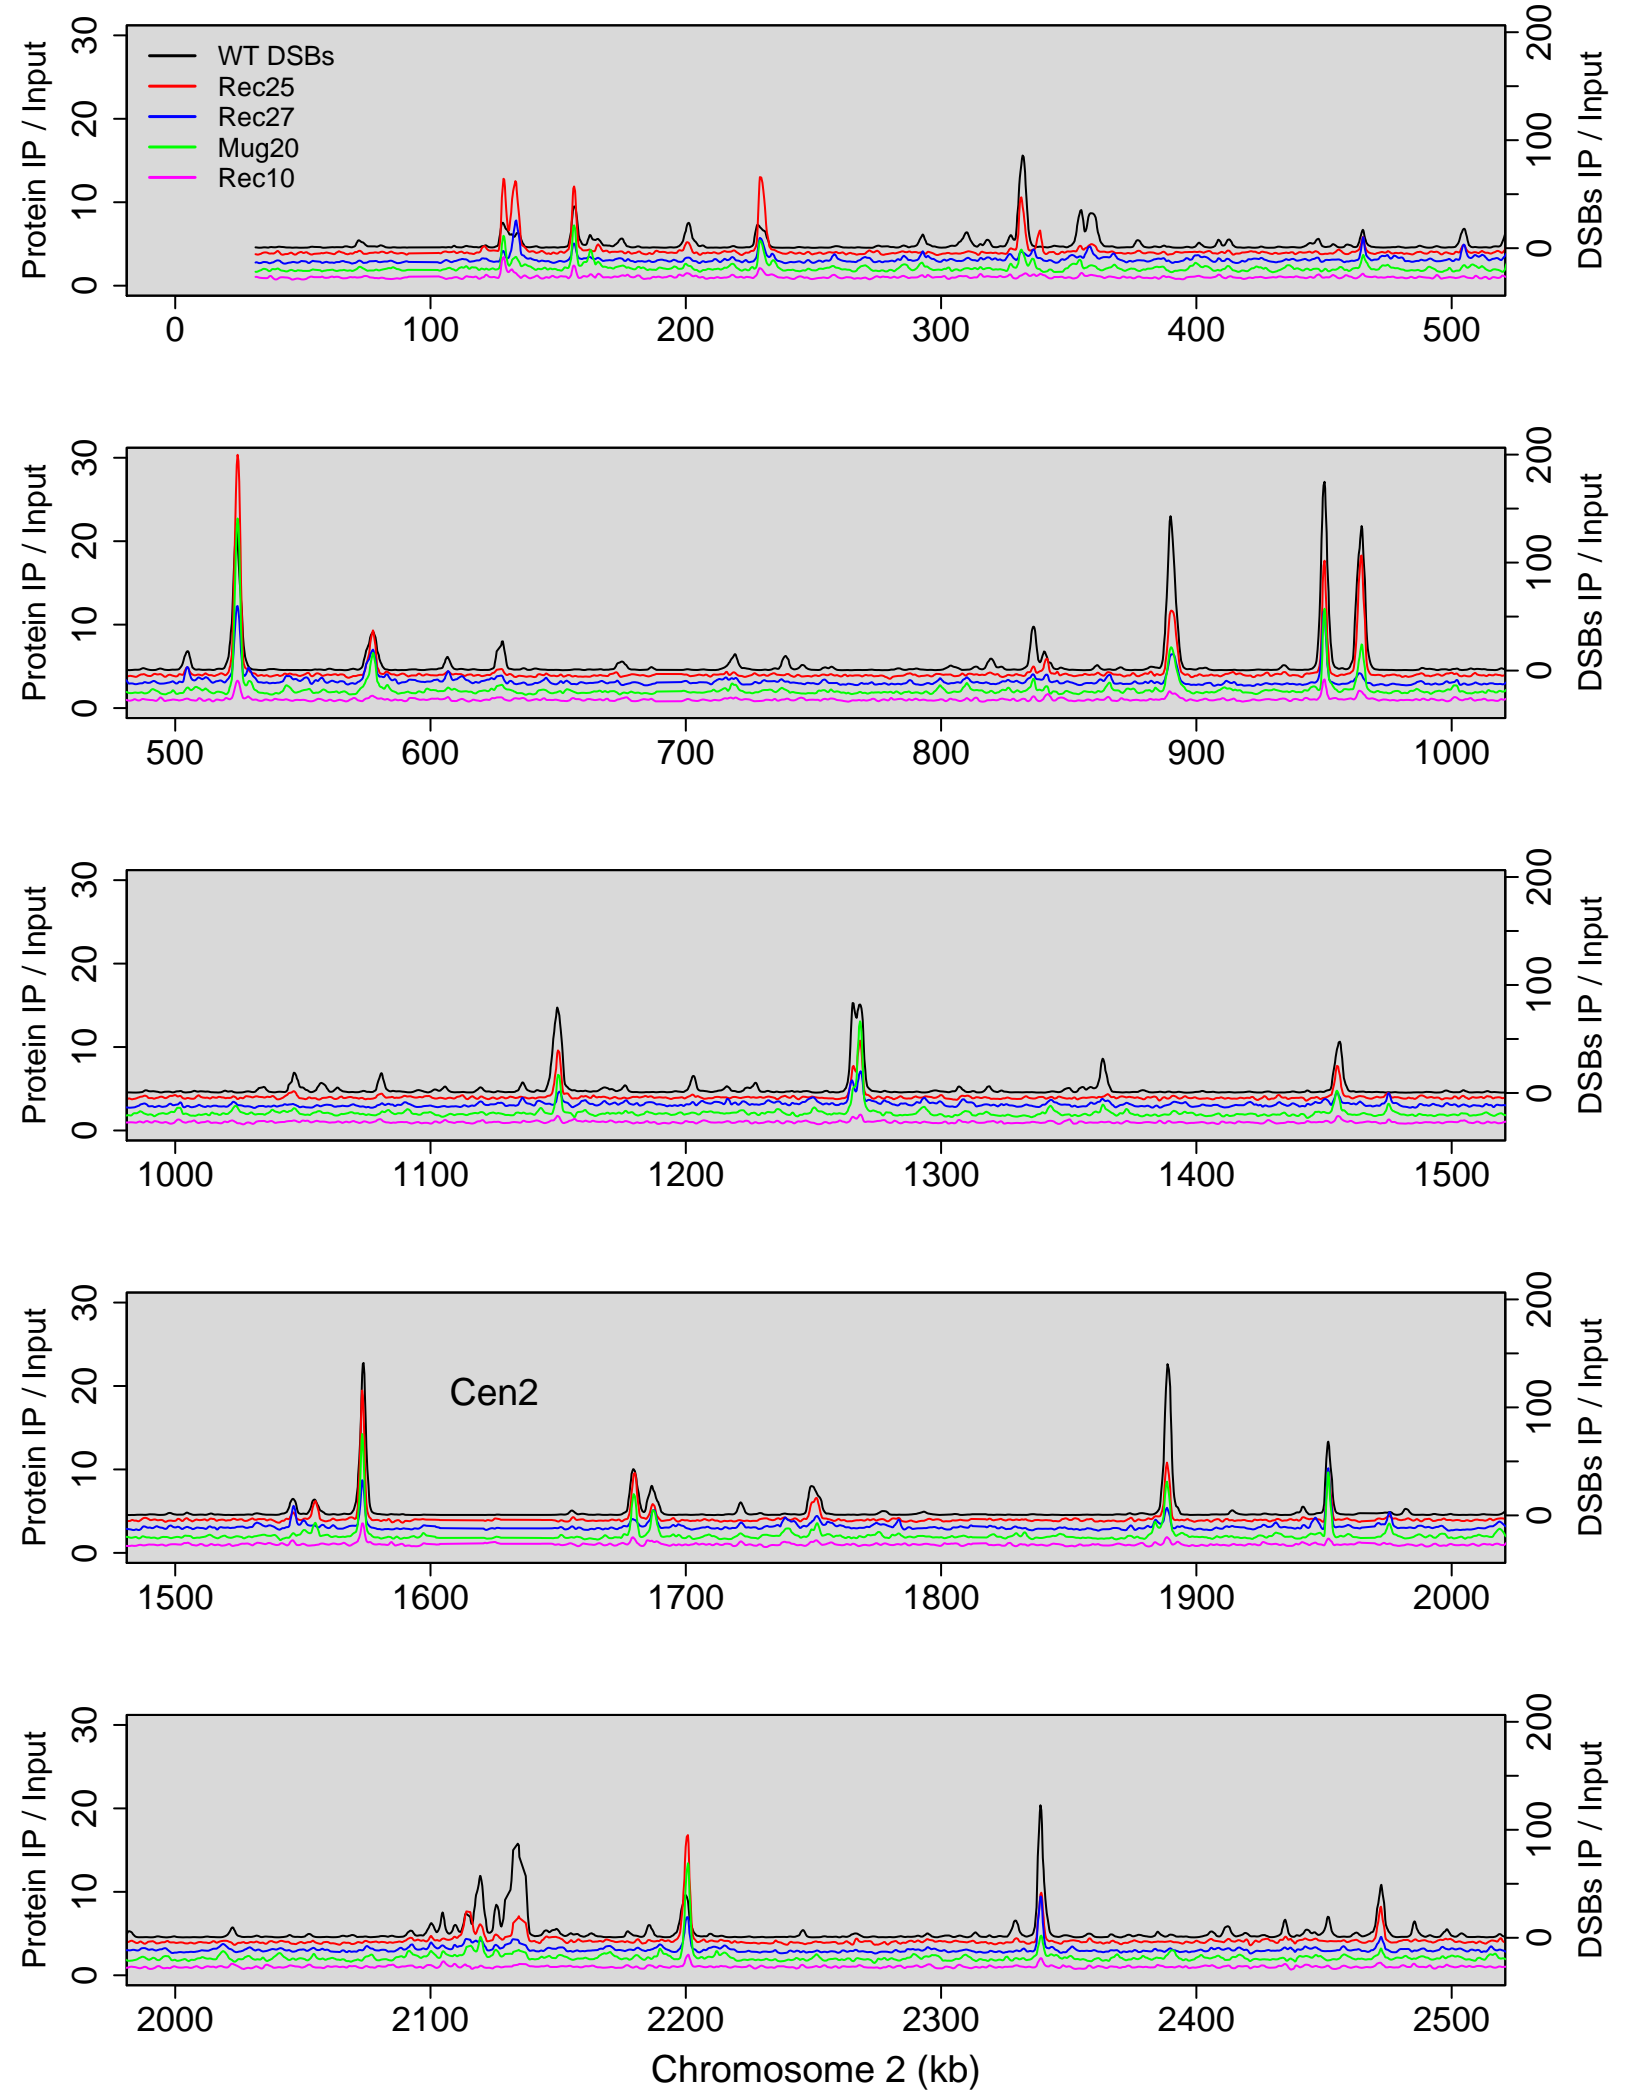 Protein IP / Input
30
20
10
0
WT DSBs
Rec25
Rec27
Mug20
Rec10
200
100
0
DSBs IP / Input
0 100 200 300 400 500
Protein IP / Input
30
20
10
0
200
100
0
DSBs IP / Input
500 600 700 800 900 1000
Protein IP / Input
30
20
10
0
200
100
0
DSBs IP / Input
1000 1100 1200 1300 1400 1500
Protein IP / Input
30
20
10
0
Cen2
200
100
0
DSBs IP / Input
1500 1600 1700 1800 1900 2000
Protein IP / Input
30
20
10
0
200
100
0
DSBs IP / Input
2000 2100 2200 2300 2400 2500
Chromosome 2 (kb)